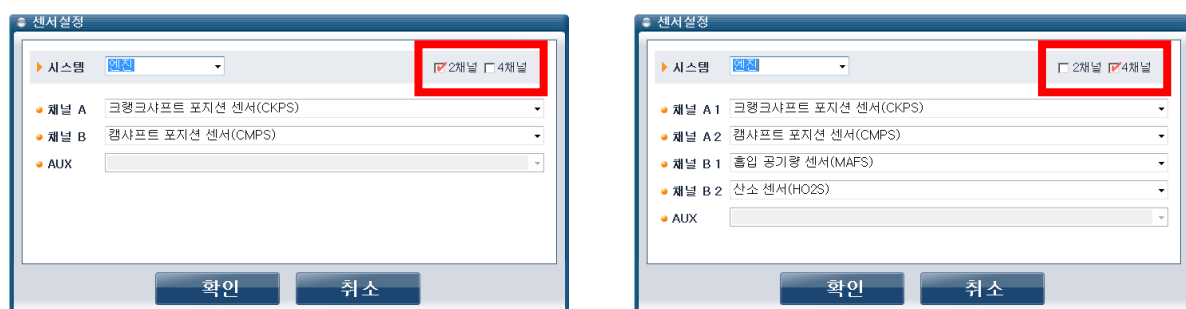 센서설정
시스템 엔진 2채널 4채널
채널 A 크랭크샤프트 포지션 센서(CKPS)
채널 B 캠샤프트 포지션 센서(CMPS)
AUX
확인 취소
센서설정
시스템 엔진 2채널 4채널
채널 A 1 크랭크샤프트 포지션 센서(CKPS)
채널 A 2 캠샤프트 포지션 센서(CMPS)
채널 B 1 흡입 공기량 센서(MAFS)
채널 B 2 산소 센서(HO2S)
AUX
확인 취소